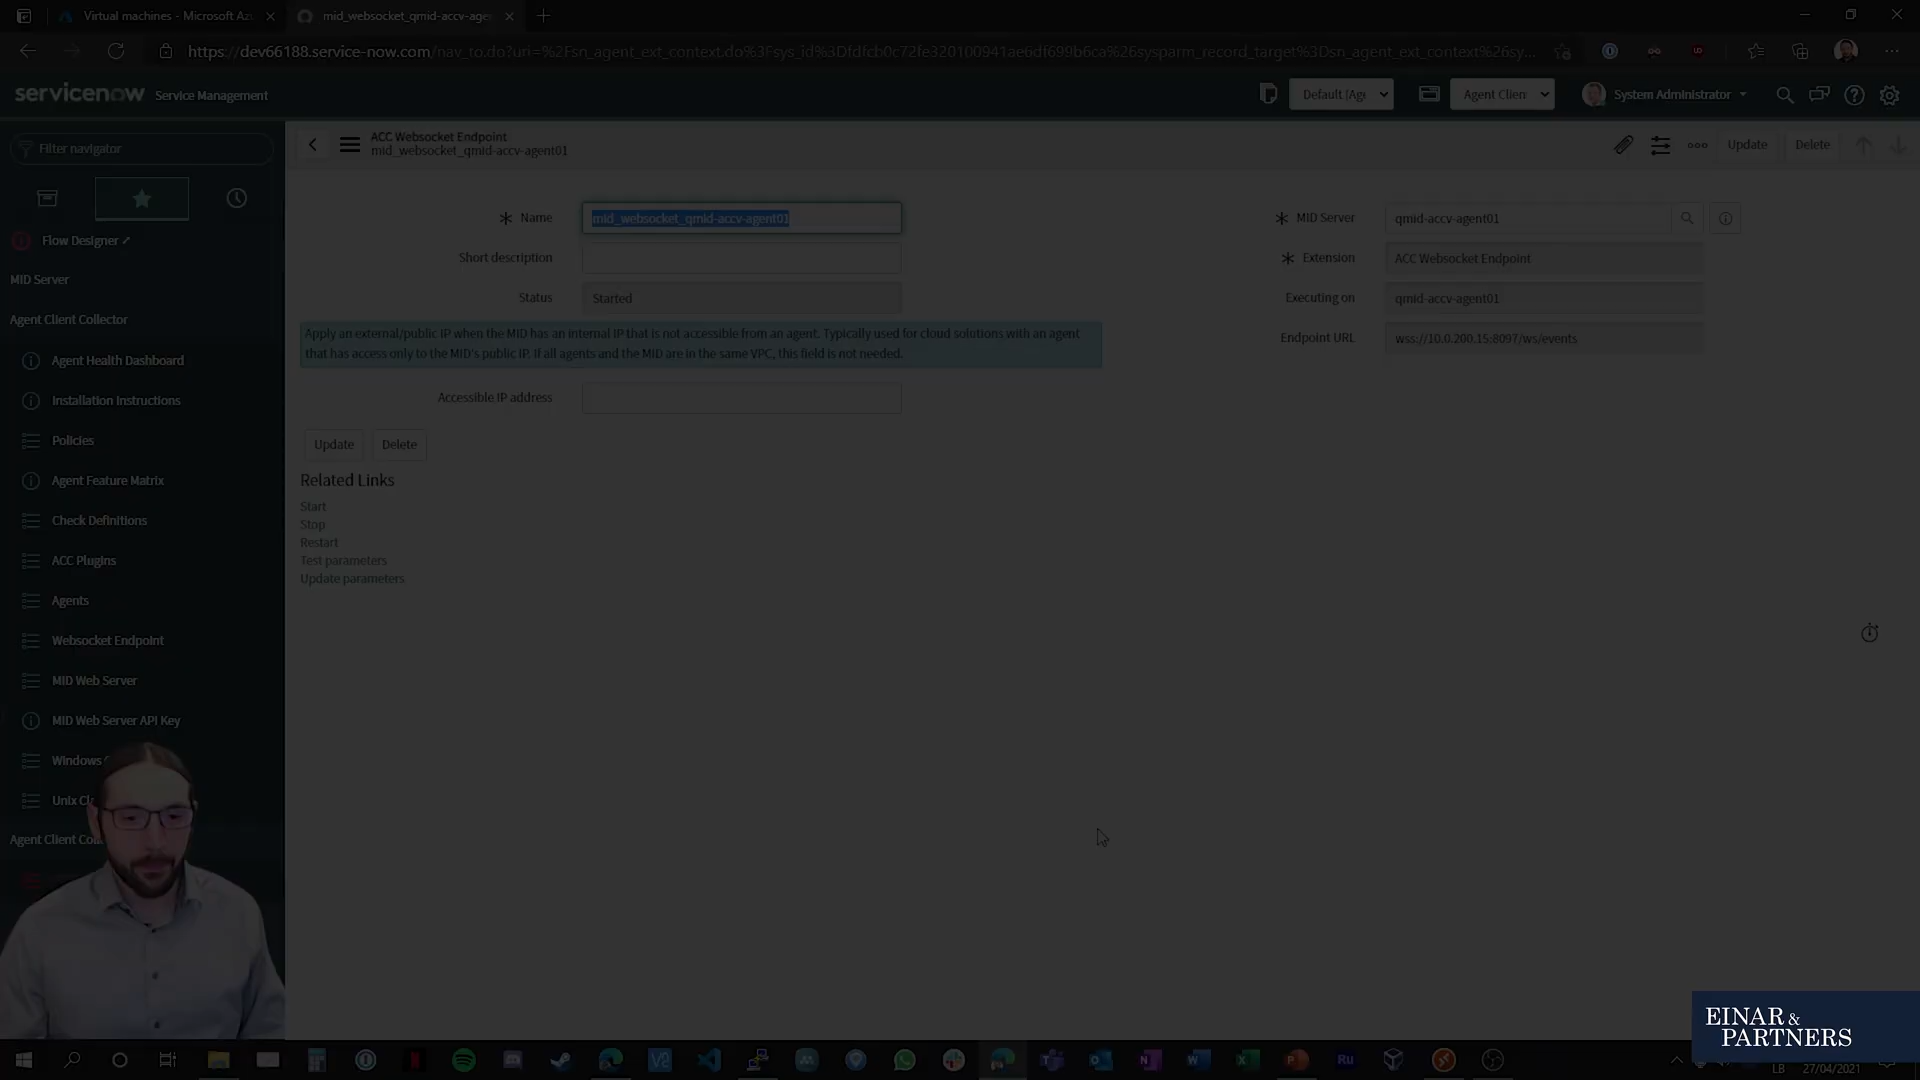 Virtual machines - Microsoft Az
mid_websocket_qmid-accv-age
https://dev66188.service-now.com/nav_to.do?uri=%2Fsn_agent_ext_context.do%3Fsys_id%3Dfdfcb0c72fe320100941ae6df699b6ca%26sysparm_record_target%3Dsn_agent_ext_context%26sy...
servicenow Service Management
Default [Age
Agent Client
System Administrator
Filter navigator
ACC Websocket Endpoint
mid_websocket_qmid-accv-agent01
Update
Delete
Flow Designer
MID Server
Agent Client Collector
Agent Health Dashboard
Installation Instructions
Policies
Agent Feature Matrix
Check Definitions
ACC Plugins
Agents
Websocket Endpoint
MID Web Server
MID Web Server API Key
Windows
Unix Cl
Agent Client Co
Name
mid_websocket_qmid-accv-agent01
Short description
Status
Started
Apply an external/public IP when the MID has an internal IP that is not accessible from an agent. Typically used for cloud solutions with an agent
that has access only to the MID's public IP. If all agents and the MID are in the same VPC, this field is not needed.
Accessible IP address
MID Server
qmid-accv-agent01
Extension
ACC Websocket Endpoint
Executing on
qmid-accv-agent01
Endpoint URL
wss://10.0.200.15:8097/ws/events
Update
Delete
Related Links
Start
Stop
Restart
Test parameters
Update parameters
EINAR &
PARTNERS
LB
27/04/2021